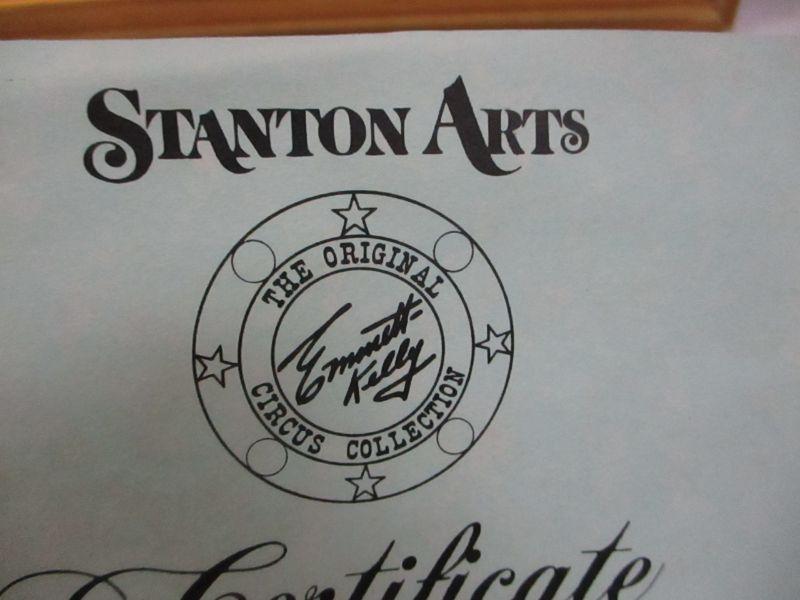 STANTON ARTS
THE ORIGINAL
Emmett
Kelly
CIRCUS COLLECTION
Certificate